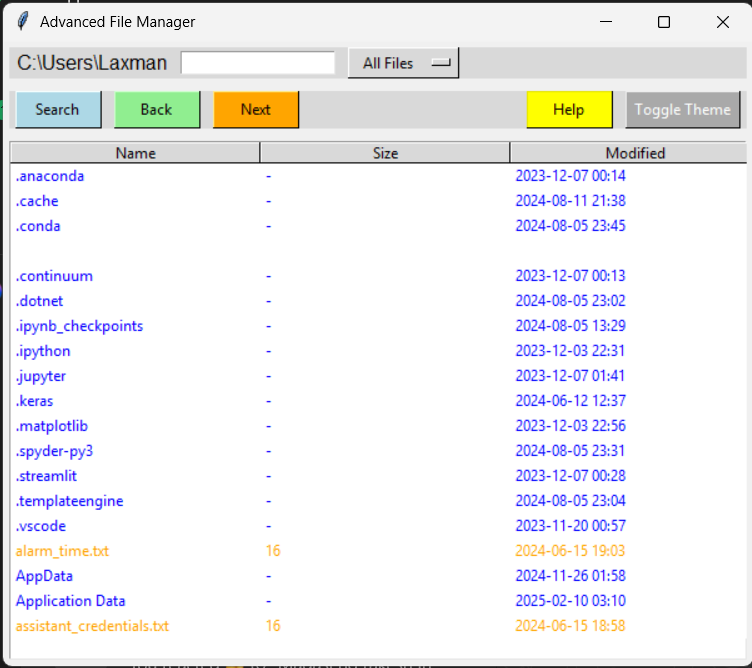 Advanced File Manager
C:\Users\Laxman All Files
Search Back Next Help Toggle Theme
Name Size Modified
.anaconda - 2023-12-07 00:14
.cache - 2024-08-11 21:38
.conda - 2024-08-05 23:45
.continuum - 2023-12-07 00:13
.dotnet - 2024-08-05 23:02
.ipynb_checkpoints - 2024-08-05 13:29
.ipython - 2023-12-03 22:31
.jupyter - 2023-12-07 01:41
.keras - 2024-06-12 12:37
.matplotlib - 2023-12-03 22:56
.spyder-py3 - 2024-08-05 23:31
.streamlit - 2023-12-07 00:28
.templateengine - 2024-08-05 23:04
.vscode - 2023-11-20 00:57
alarm_time.txt 16 2024-06-15 19:03
AppData - 2024-11-26 01:58
Application Data - 2025-02-10 03:10
assistant_credentials.txt 16 2024-06-15 18:58